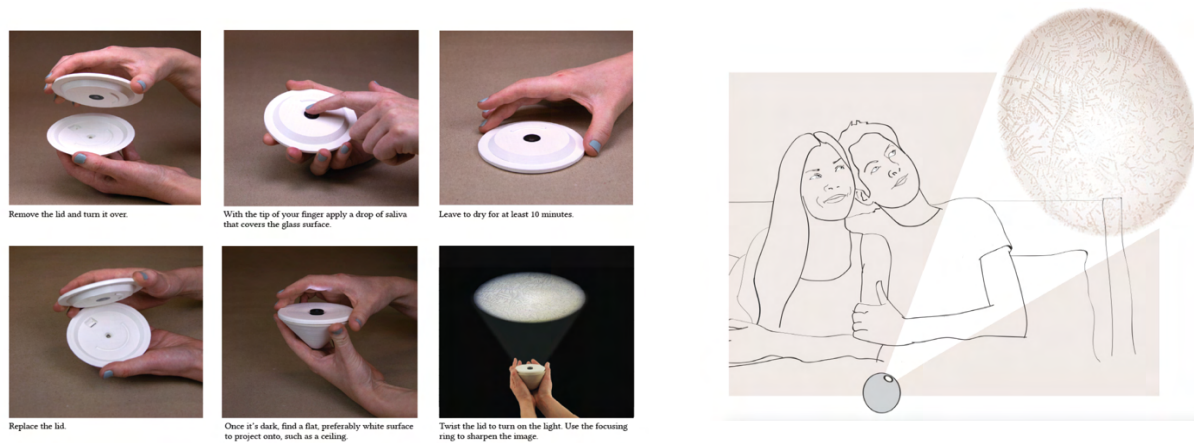 Remove the lid and turn it over.
With the tip of your finger apply a drop of saliva
that covers the glass surface.
Leave to dry for at least 10 minutes.
Replace the lid.
Once it's dark, find a flat, preferably white surface
to project onto, such as a ceiling.
Twist the lid to turn on the light. Use the focusing
ring to sharpen the image.